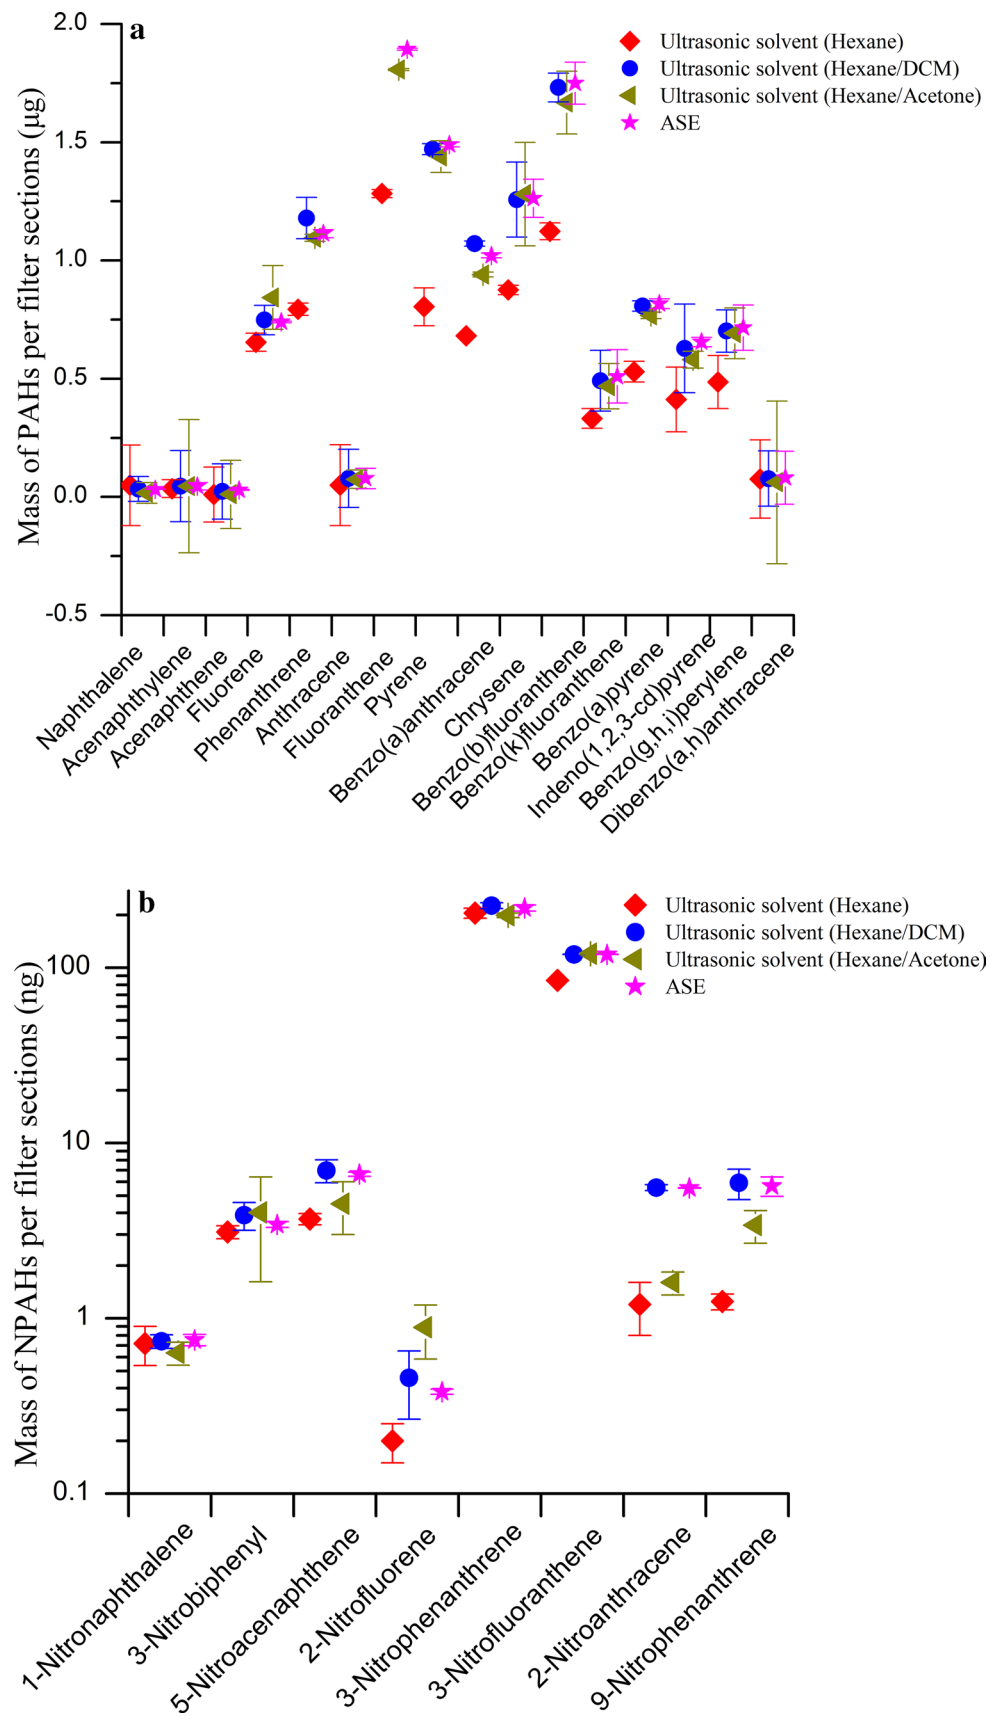 a
Ultrasonic solvent (Hexane)
Ultrasonic solvent (Hexane/DCM)
Ultrasonic solvent (Hexane/Acetone)
ASE
Mass of PAHs per filter sections (µg)
2.0
1.5
1.0
0.5
0.0
-0.5
Naphthalene
Acenaphthylene
Acenaphthene
Fluorene
Phenanthrene
Anthracene
Fluoranthene
Pyrene
Benzo(a)anthracene
Chrysene
Benzo(b)fluoranthene
Benzo(k)fluoranthene
Benzo(a)pyrene
Indeno(1,2,3-cd)pyrene
Benzo(g,h,i)perylene
Dibenzo(a,h)anthracene
b
Ultrasonic solvent (Hexane)
Ultrasonic solvent (Hexane/DCM)
Ultrasonic solvent (Hexane/Acetone)
ASE
Mass of NPAHs per filter sections (ng)
100
10
1
0.1
1-Nitronaphthalene
3-Nitrobiphenyl
5-Nitroacenaphthene
2-Nitrofluorene
3-Nitrophenanthrene
3-Nitrofluoranthene
2-Nitroanthracene
9-Nitrophenanthrene